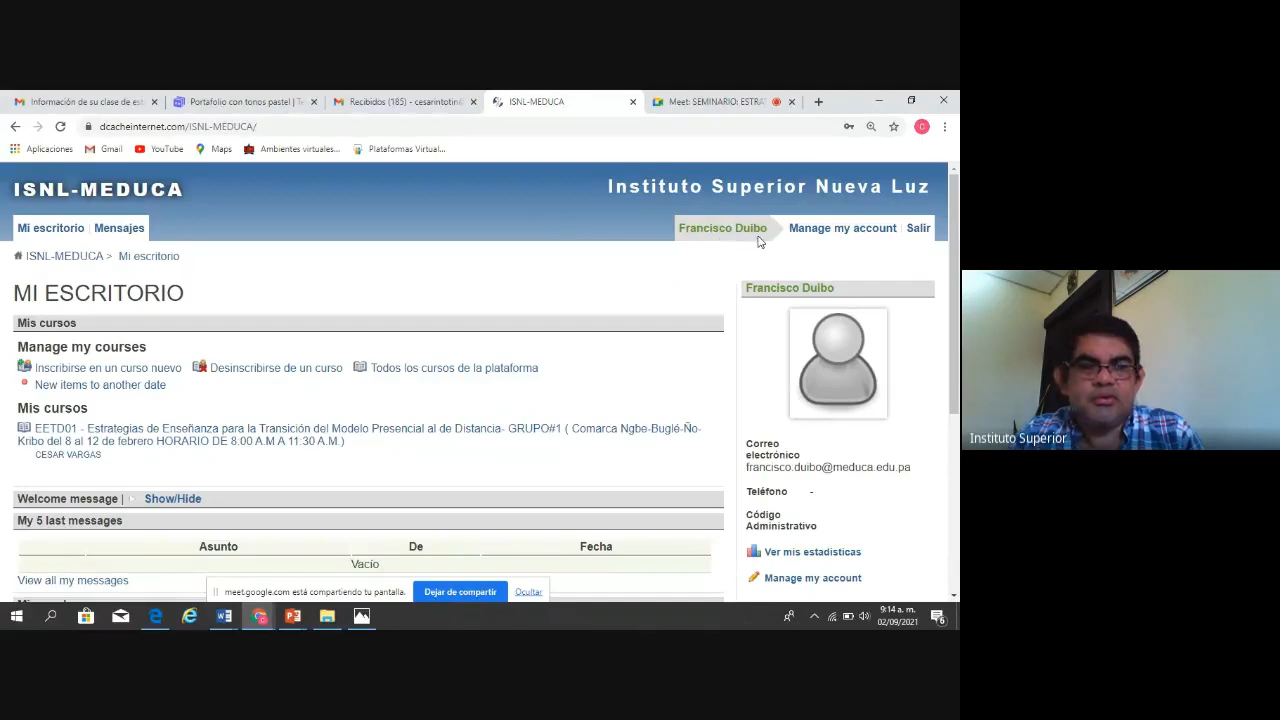 Información de su clase de est
Portafolio con tonos pastel | Te
Recibidos (185) - cesarintotin@
ISNL-MEDUCA
Meet: SEMINARIO: ESTRAT
dcacheinternet.com/ISNL-MEDUCA/
C
Aplicaciones
Gmail
YouTube
Maps
Ambientes virtuales...
Plataformas Virtual...
ISNL-MEDUCA
Instituto Superior Nueva Luz
Mi escritorio
Mensajes
Francisco Duibo
Manage my account
Salir
ISNL-MEDUCA > Mi escritorio
MI ESCRITORIO
Mis cursos
Manage my courses
Inscribirse en un curso nuevo
Desinscribirse de un curso
Todos los cursos de la plataforma
New items to another date
Mis cursos
EETD01 - Estrategias de Enseñanza para la Transición del Modelo Presencial al de Distancia- GRUPO#1 ( Comarca Ngbe-Buglé-Ño-
Kribo del 8 al 12 de febrero HORARIO DE 8:00 A.M A 11.30 A.M.)
CESAR VARGAS
Welcome message |
Show/Hide
My 5 last messages
Asunto
De
Fecha
Vacío
View all my messages
Francisco Duibo
Correo
electrónico
francisco.duibo@meduca.edu.pa
Teléfono -
Código
Administrativo
Ver mis estadísticas
Manage my account
meet.google.com está compartiendo tu pantalla.
Dejar de compartir
Ocultar
9:14 a. m.
02/09/2021
6
Instituto Superior